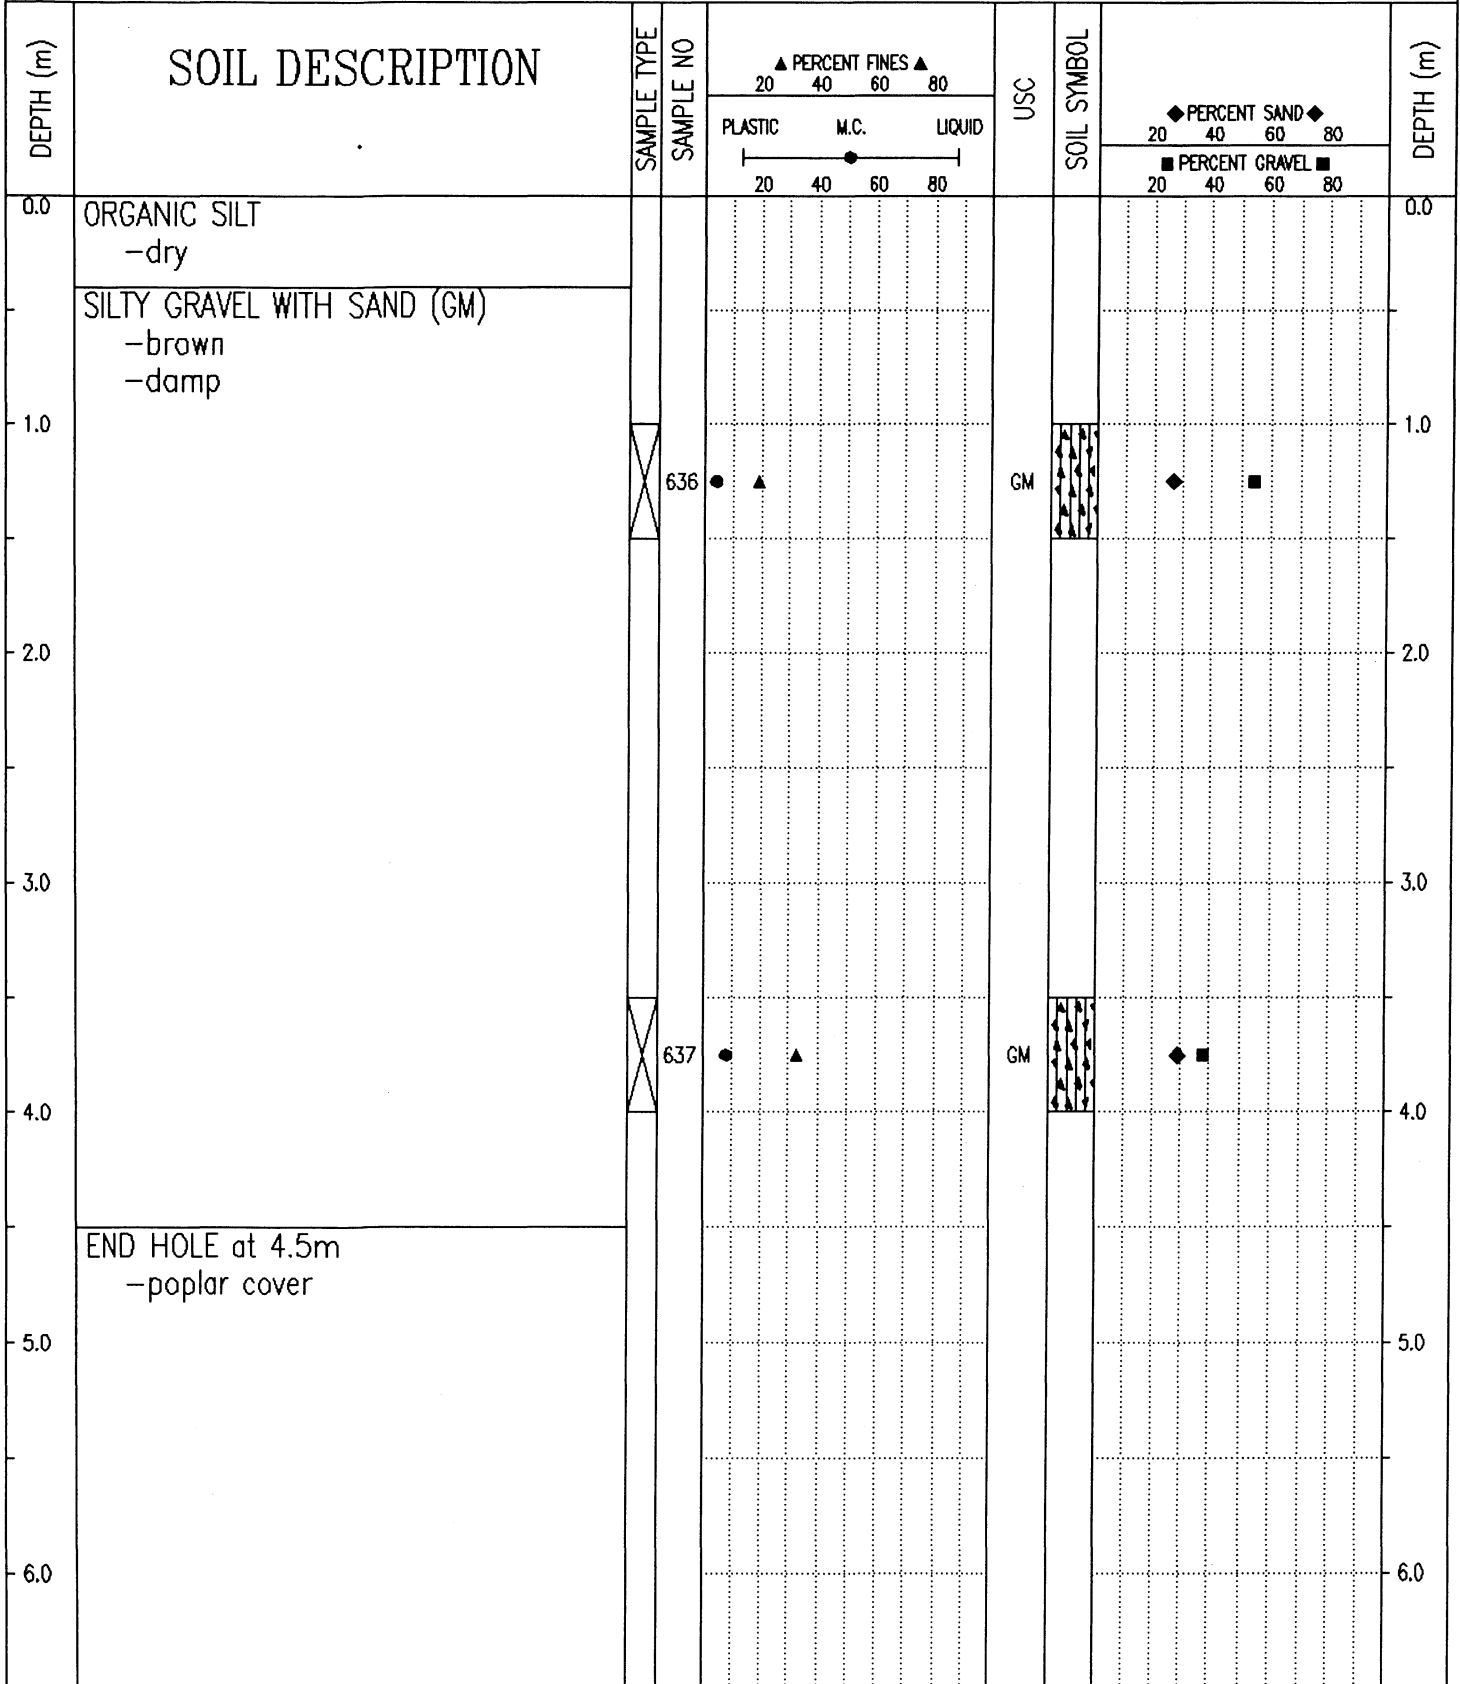 DEPTH (m)
SOIL DESCRIPTION
SAMPLE TYPE
SAMPLE NO
▲ PERCENT FINES ▲
20 40 60 80
PLASTIC M.C. LIQUID
20 40 60 80
USC
SOIL SYMBOL
◆PERCENT SAND◆
20 40 60 80
■ PERCENT GRAVEL ■
20 40 60 80
DEPTH (m)
0.0 ORGANIC SILT 0.0
-dry
SILTY GRAVEL WITH SAND (GM)
-brown
-damp
1.0 1.0
636 GM
2.0 2.0
3.0 3.0
637 GM
4.0 4.0
END HOLE at 4.5m
-poplar cover
5.0 5.0
6.0 6.0